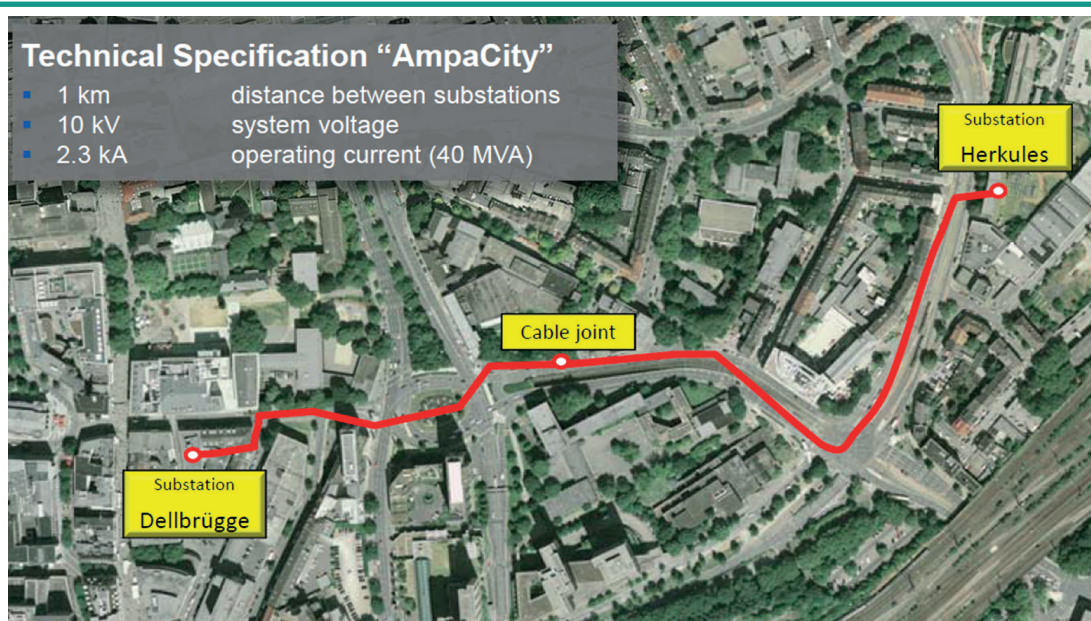 Technical Specification “AmpaCity”
▪ 1 km distance between substations
▪ 10 kV system voltage
▪ 2.3 kA operating current (40 MVA)
Substation
Herkules
Cable joint
Substation
Dellbrügge